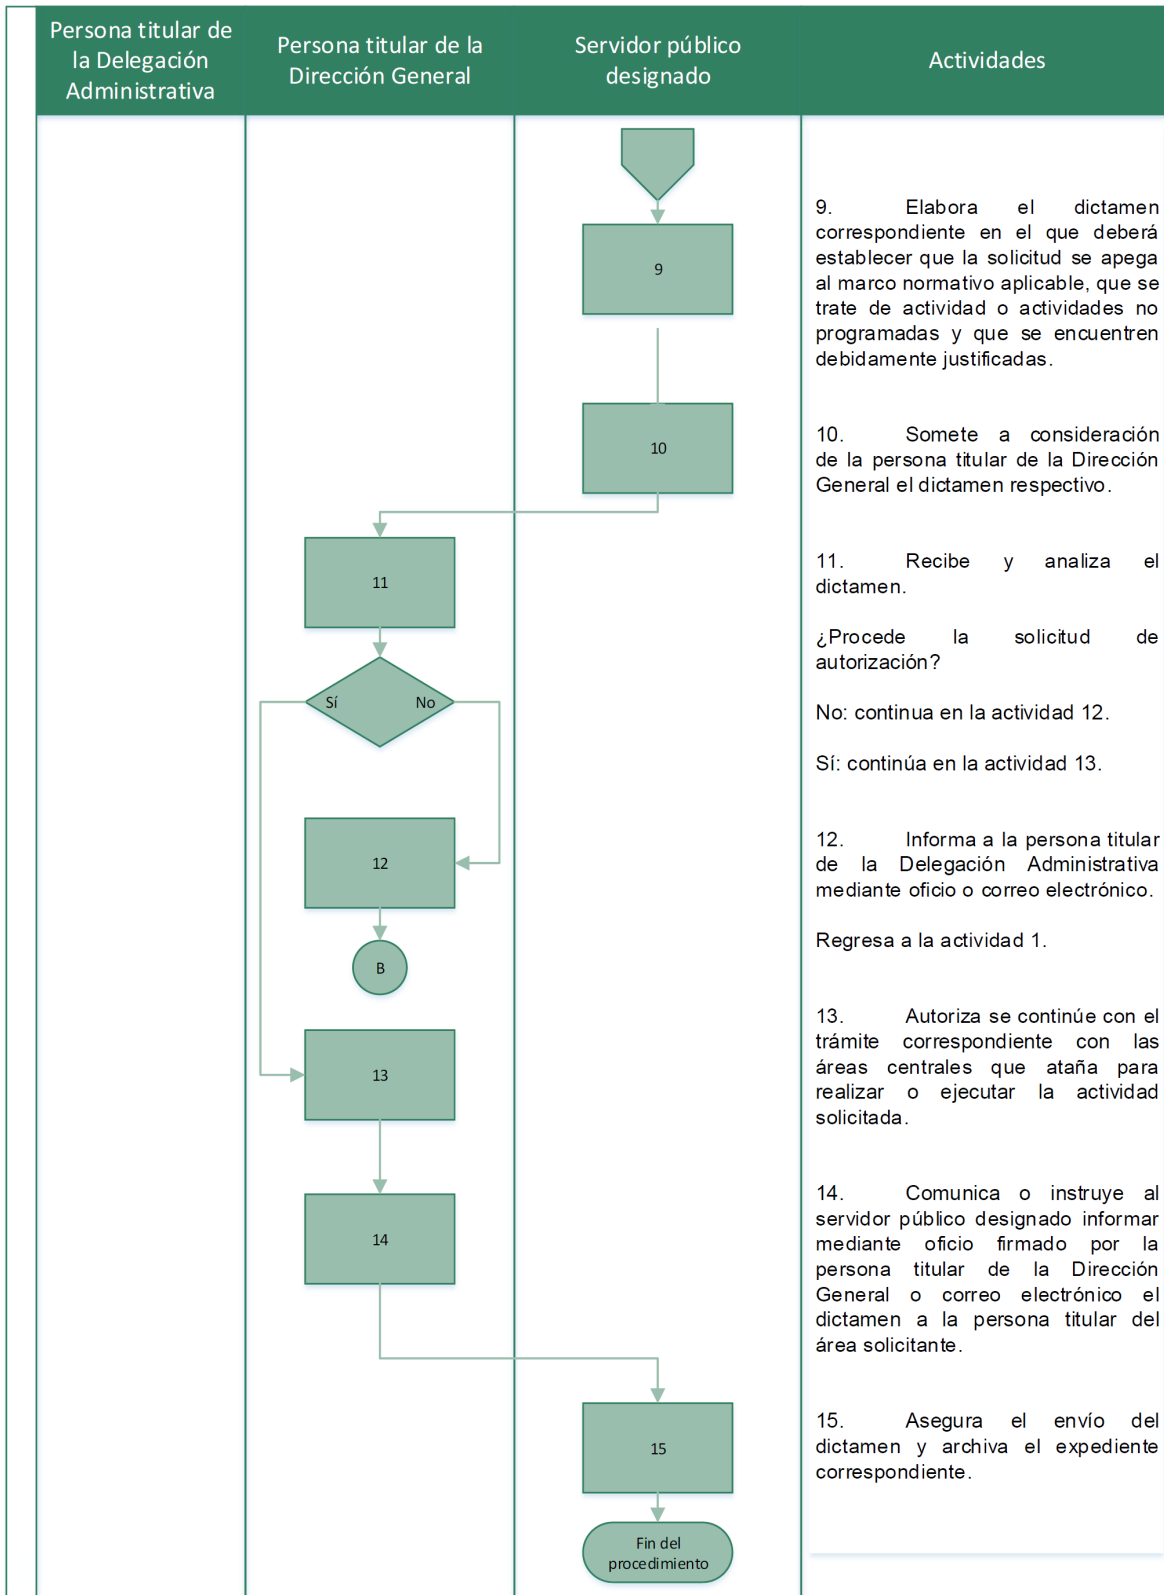 Persona titular de
la Delegación
Administrativa
Persona titular de la
Dirección General
Servidor público
designado
Actividades
9
10
11
Sí
No
12
B
13
14
15
Fin del
procedimiento
9. Elabora el dictamen
correspondiente en el que deberá
establecer que la solicitud se apega
al marco normativo aplicable, que se
trate de actividad o actividades no
programadas y que se encuentren
debidamente justificadas.
10. Somete a consideración
de la persona titular de la Dirección
General el dictamen respectivo.
11. Recibe y analiza el
dictamen.
¿Procede la solicitud de
autorización?
No: continua en la actividad 12.
Sí: continúa en la actividad 13.
12. Informa a la persona titular
de la Delegación Administrativa
mediante oficio o correo electrónico.
Regresa a la actividad 1.
13. Autoriza se continúe con el
trámite correspondiente con las
áreas centrales que ataña para
realizar o ejecutar la actividad
solicitada.
14. Comunica o instruye al
servidor público designado informar
mediante oficio firmado por la
persona titular de la Dirección
General o correo electrónico el
dictamen a la persona titular del
área solicitante.
15. Asegura el envío del
dictamen y archiva el expediente
correspondiente.